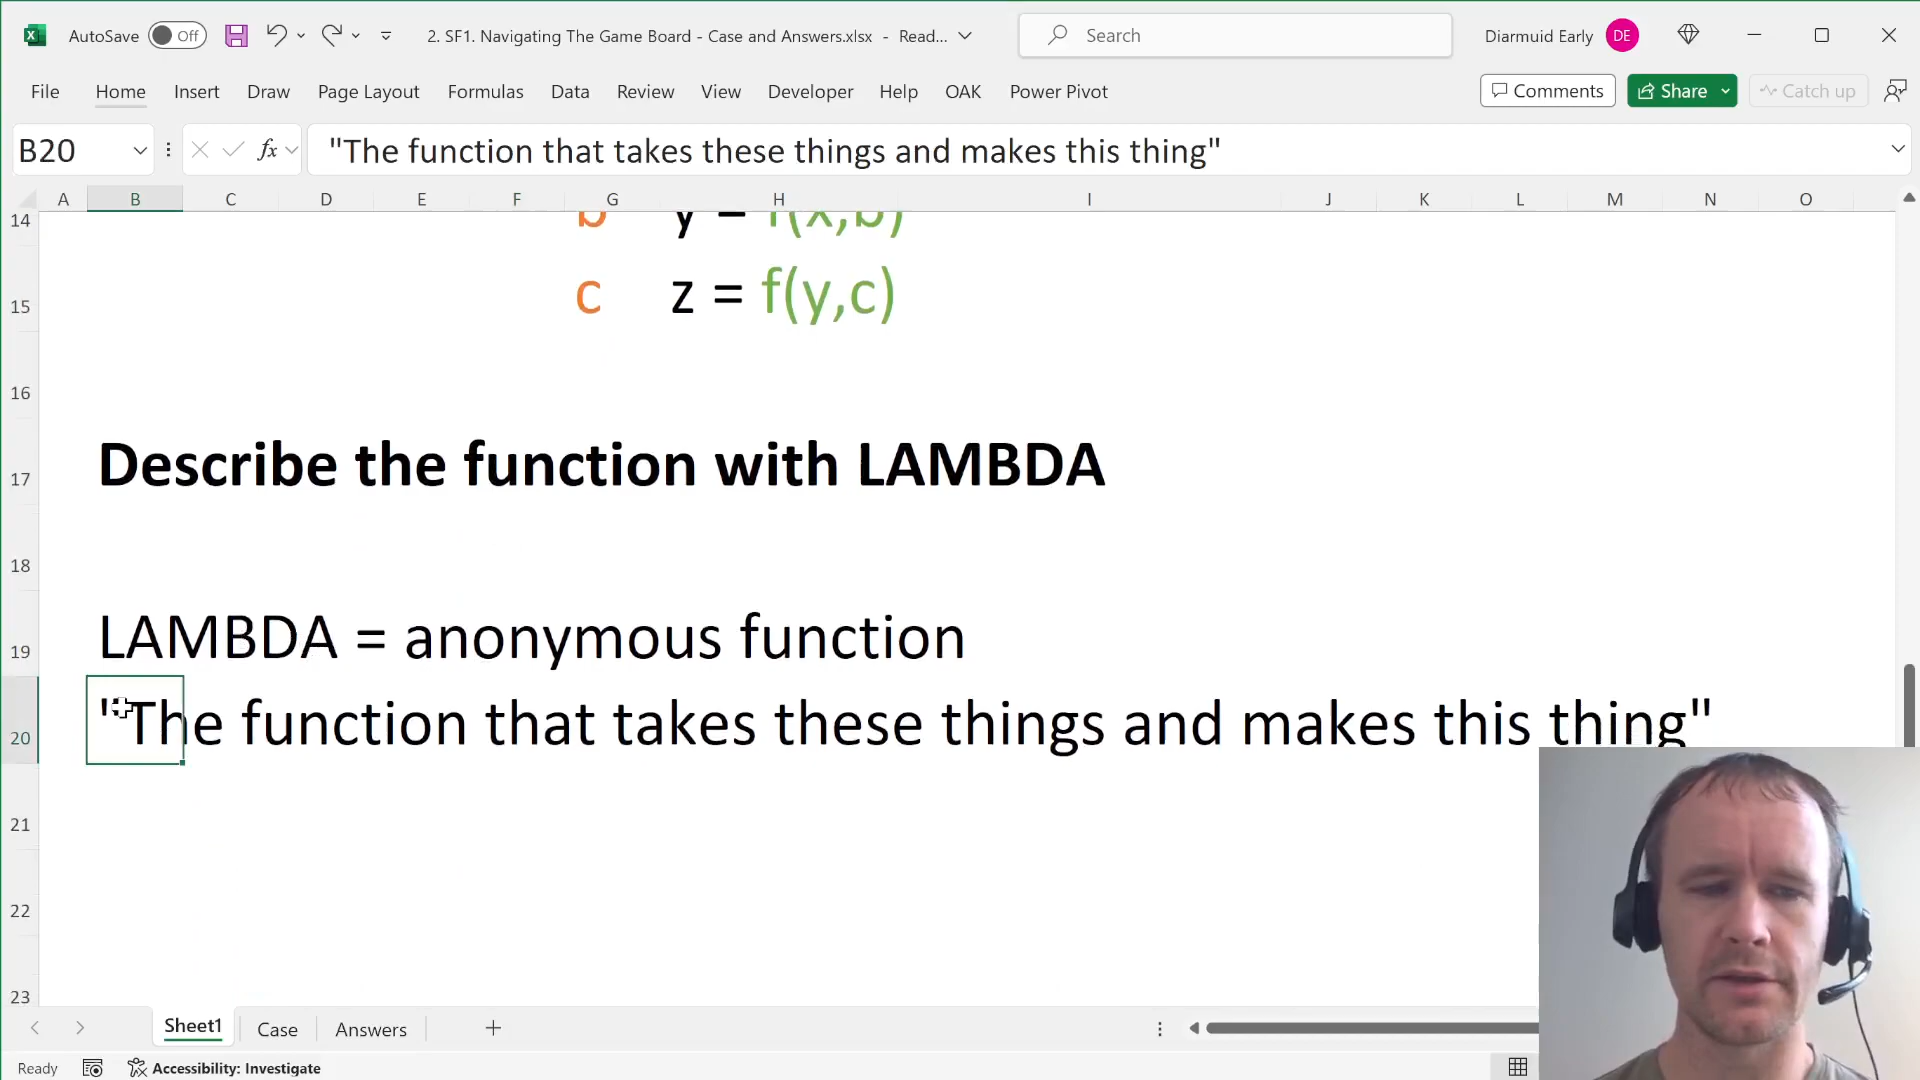 AutoSave Off 2. SF1. Navigating The Game Board - Case and Answers.xlsx - Read... Search Diarmuid Early DE
File Home Insert Draw Page Layout Formulas Data Review View Developer Help OAK Power Pivot Comments Share Catch up
B20 fx "The function that takes these things and makes this thing"
A B C D E F G H I J K L M N O
14 b y = f(x,b)
15 c z = f(y,c)
16
17 Describe the function with LAMBDA
18
19 LAMBDA = anonymous function
20 "The function that takes these things and makes this thing"
21
22
23
Sheet1 Case Answers
Ready Accessibility: Investigate